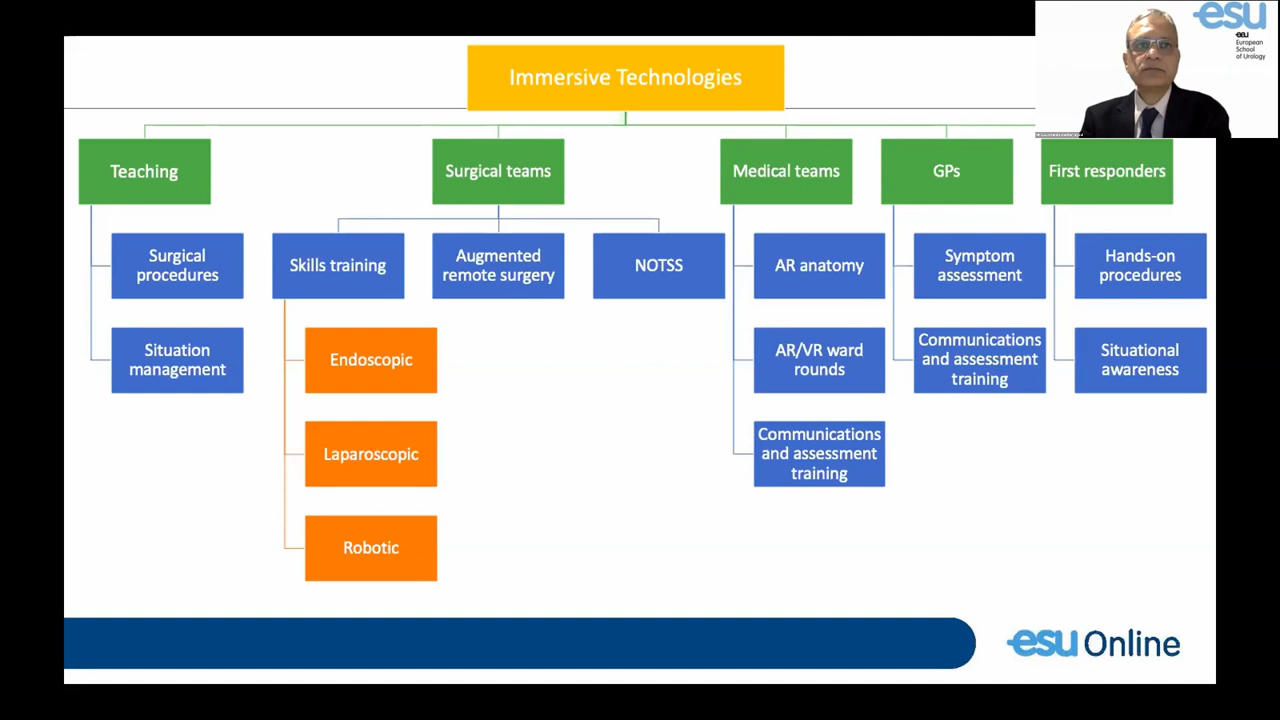 Immersive Technologies
esu
eau
European
School
of Urology
Teaching
Surgical teams
Medical teams
GPs
First responders
Surgical
procedures
Skills training
Augmented
remote surgery
NOTSS
AR anatomy
Symptom
assessment
Hands-on
procedures
Situation
management
Endoscopic
AR/VR ward
rounds
Communications
and assessment
training
Situational
awareness
Laparoscopic
Communications
and assessment
training
Robotic
esu Online